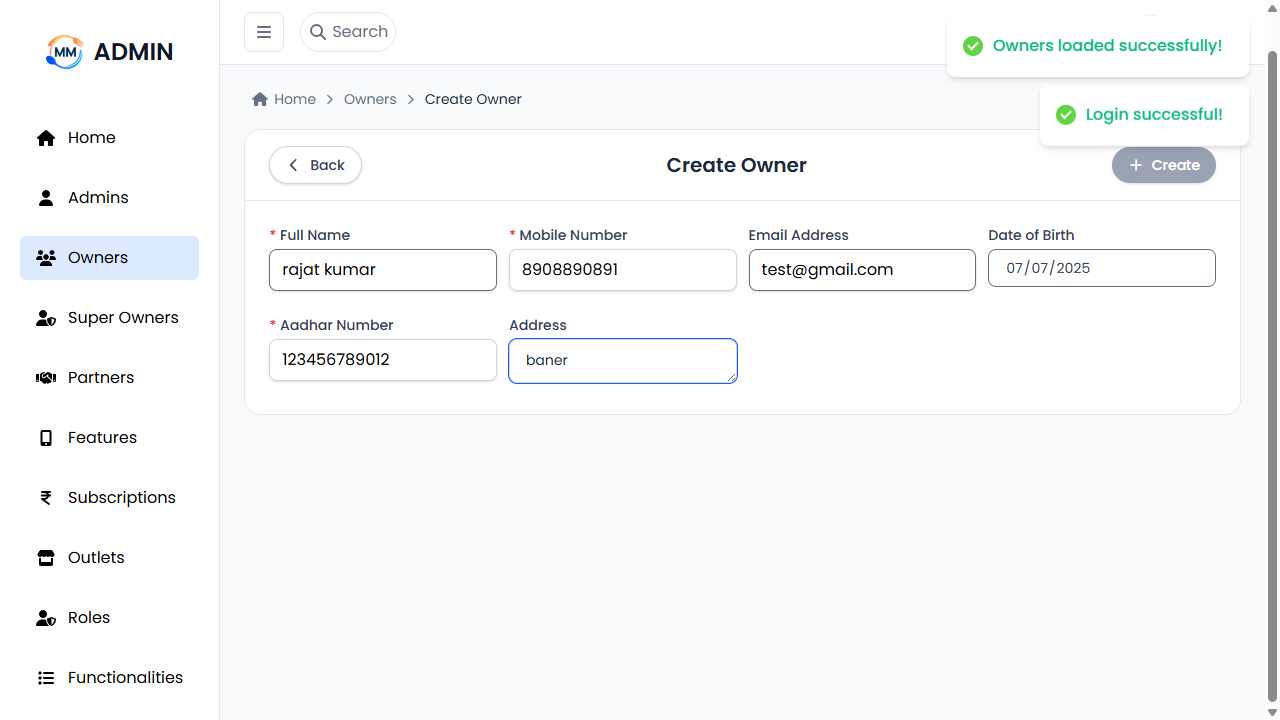 MM ADMIN
Search
Owners loaded successfully!
Login successful!
Home
Admins
Owners
Super Owners
Partners
Features
Subscriptions
Outlets
Roles
Functionalities
Home > Owners > Create Owner
Back
Create Owner
+ Create
* Full Name
rajat kumar
* Mobile Number
8908890891
Email Address
test@gmail.com
Date of Birth
07/07/2025
* Aadhar Number
123456789012
Address
baner